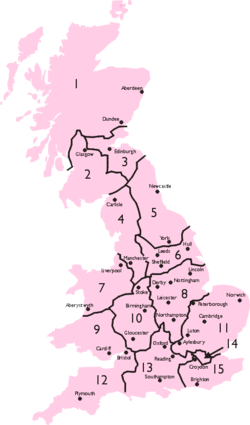 1
Aberdeen
Dundee
Glasgow
Edinburgh
3
2
Newcastle
Carlisle
4
5
York
Leeds
Hull
6
Manchester
Sheffield
Liverpool
Lincoln
7
Stoke
Derby
Nottingham
8
Norwich
Leicester
Peterborough
Aberystwyth
Birmingham
10
Northampton
Cambridge
11
9
Gloucester
Luton
Oxford
Aylesbury
14
Cardiff
Bristol
Reading
Croydon
15
12
13
Southampton
Brighton
Plymouth